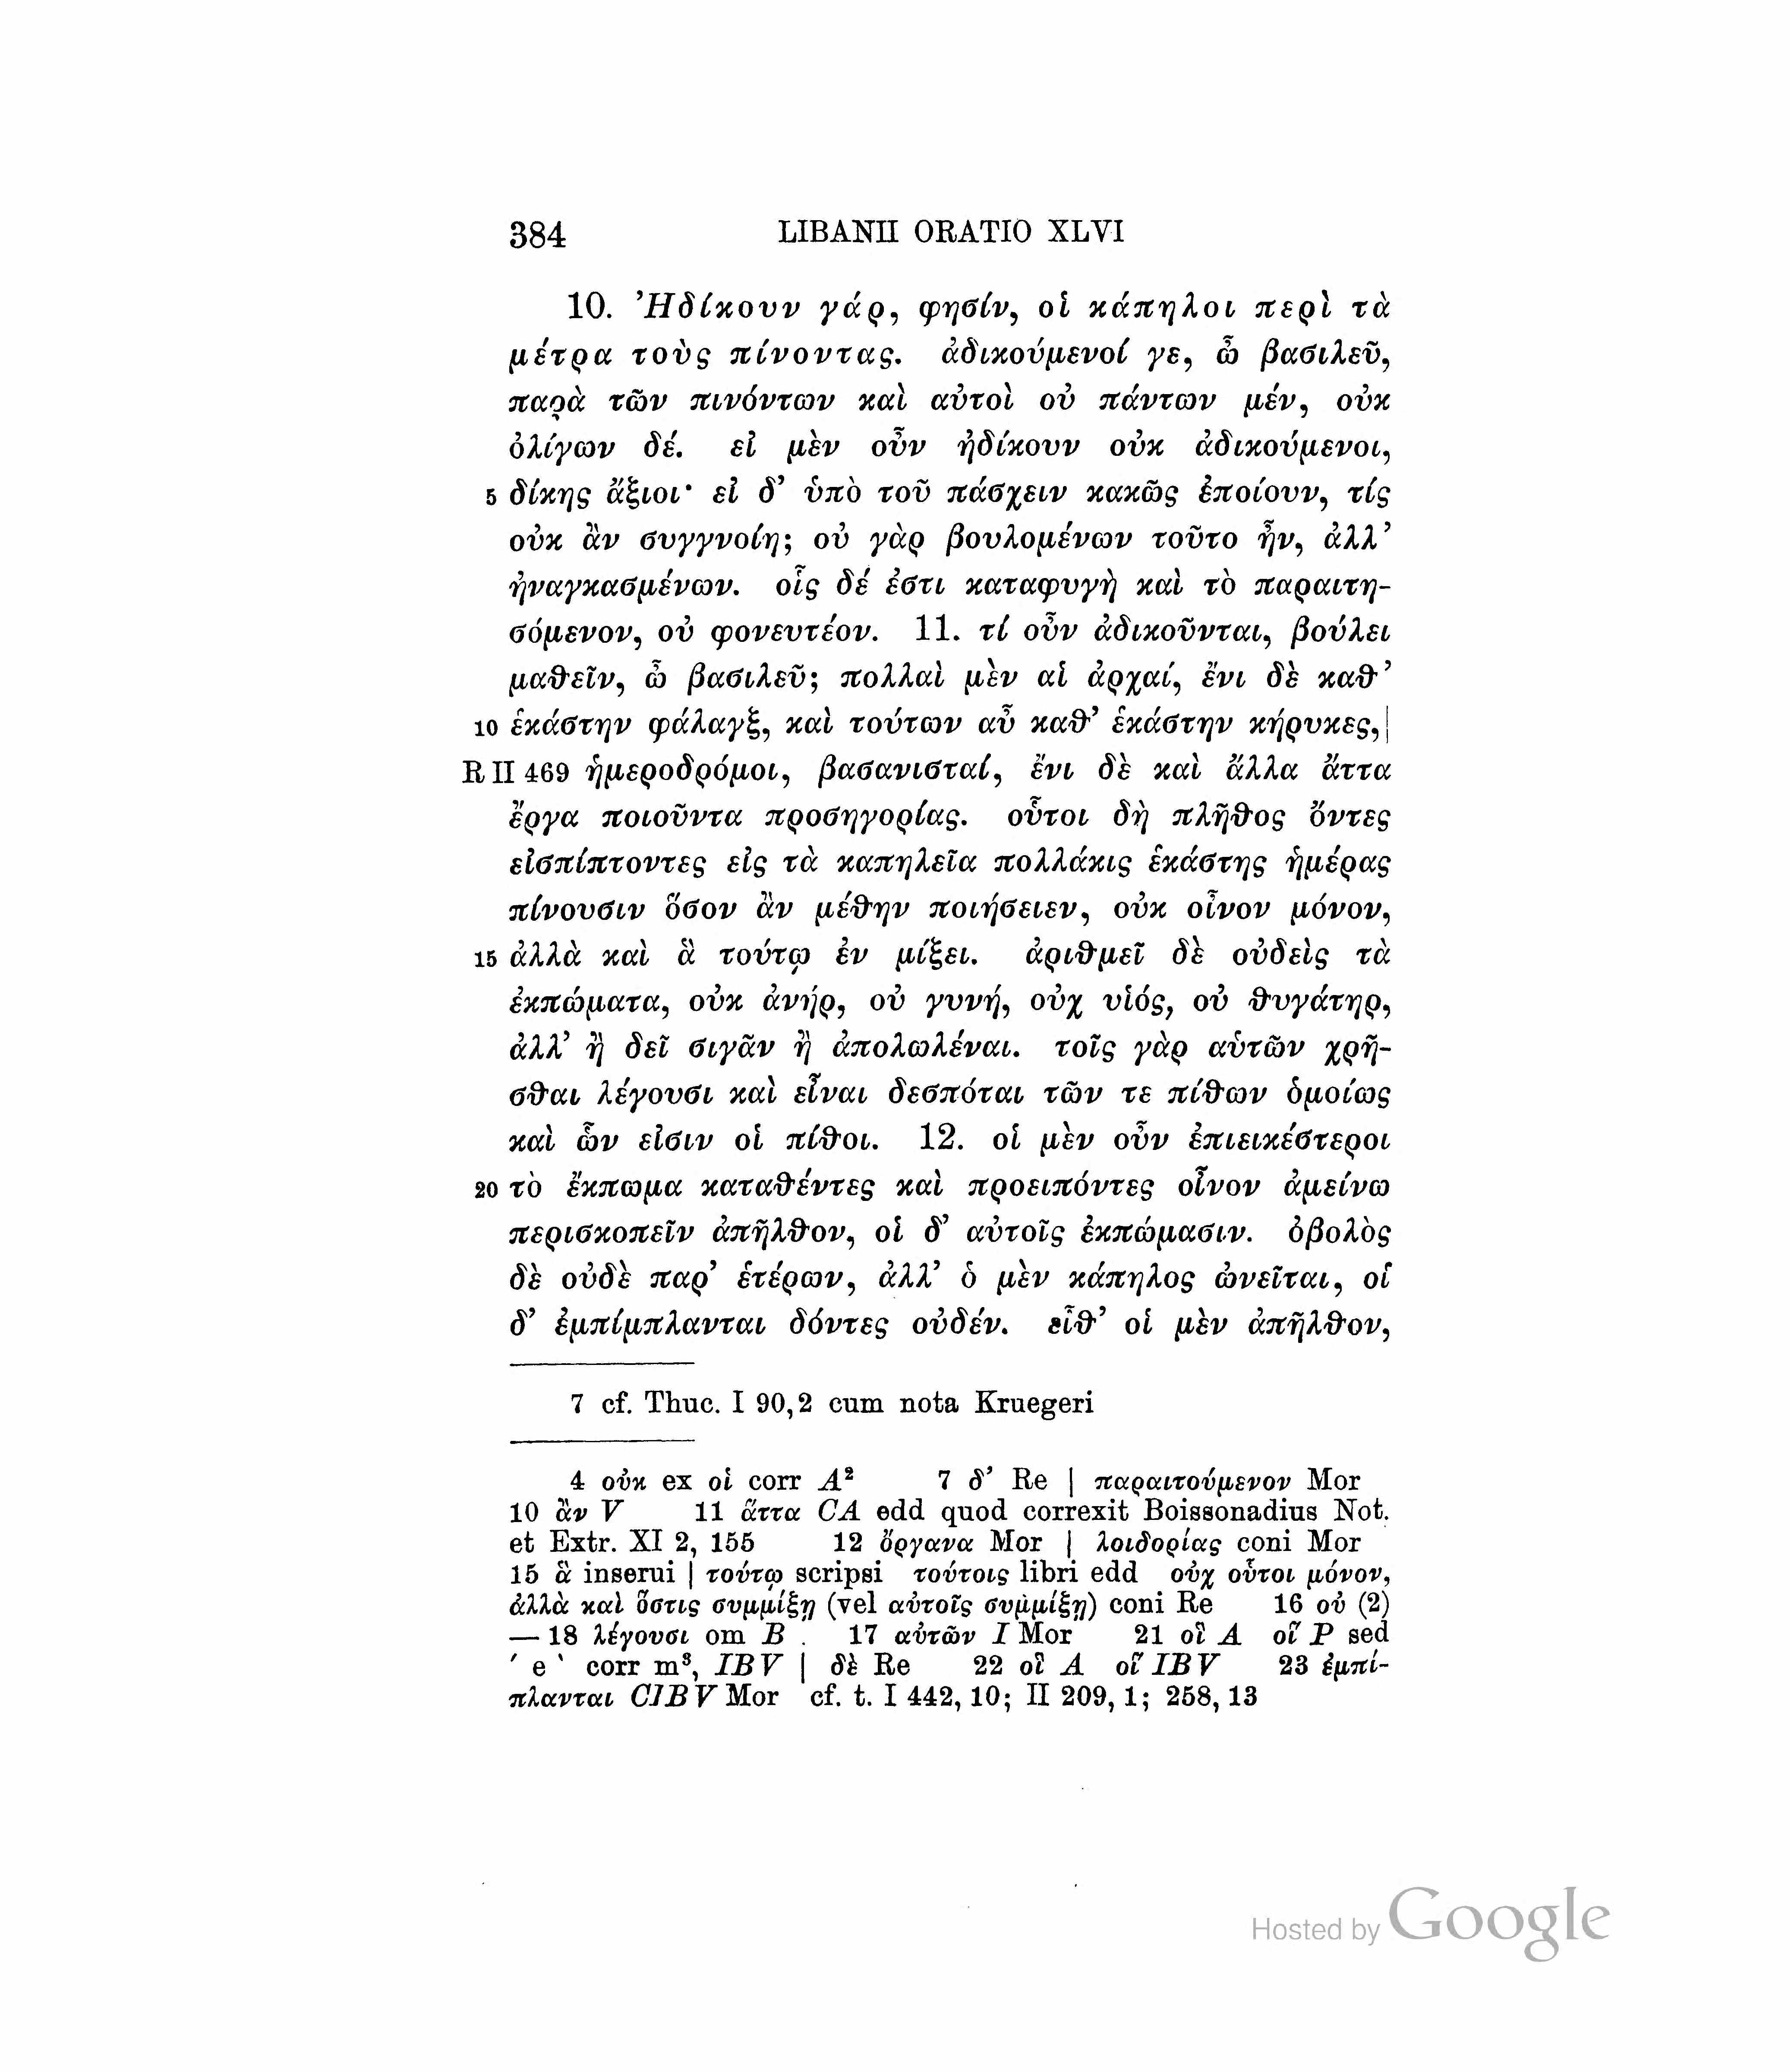 384 LIBANII ORATIO XLVI
10. Ἠδίκουν γάρ, φησίν, οἱ κάπηλοι περὶ τὰ
μέτρα τοὺς πίνοντας. ἀδικούμενοί γε, ὦ βασιλεῦ,
παρὰ τῶν πινόντων καὶ αὐτοὶ οὐ πάντων μέν, οὐκ
ὀλίγων δέ. εἰ μὲν οὖν ἠδίκουν οὐκ ἀδικούμενοι,
5 δίκης ἄξιοι· εἰ δ’ ὑπὸ τοῦ πάσχειν κακῶς ἐποίουν, τίς
οὐκ ἂν συγγνοίη; οὐ γὰρ βουλομένων τοῦτο ἦν, ἀλλ’
ἠναγκασμένων. οἷς δέ ἐστι καταφυγὴ καὶ τὸ παραιτη-
σόμενον, οὐ φονευτέον. 11. τί οὖν ἀδικοῦνται, βούλει
μαθεῖν, ὦ βασιλεῦ; πολλαὶ μὲν αἱ ἀρχαί, ἔνι δὲ καθ’
10 ἑκάστην φάλαγξ, καὶ τούτων αὖ καθ’ ἑκάστην κήρυκες, |
R II 469 ἡμεροδρόμοι, βασανισταί, ἔνι δὲ καὶ ἄλλα ἄττα
ἔργα ποιοῦντα προσηγορίας. οὗτοι δὴ πλῆθος ὄντες
εἰσπίπτοντες εἰς τὰ καπηλεῖα πολλάκις ἑκάστης ἡμέρας
πίνουσιν ὅσον ἂν μέθην ποιήσειεν, οὐκ οἶνον μόνον,
15 ἀλλὰ καὶ ἃ τούτῳ ἐν μίξει. ἀριθμεῖ δὲ οὐδεὶς τὰ
ἐκπώματα, οὐκ ἀνήρ, οὐ γυνή, οὐχ υἱός, οὐ θυγάτηρ,
ἀλλ’ ἢ δεῖ σιγᾶν ἢ ἀπολωλέναι. τοῖς γὰρ αὑτῶν χρῆ-
σθαι λέγουσι καὶ εἶναι δεσπόται τῶν τε πίθων ὁμοίως
καὶ ὧν εἰσιν οἱ πίθοι. 12. οἱ μὲν οὖν ἐπιεικέστεροι
20 τὸ ἔκπωμα καταθέντες καὶ προειπόντες οἶνον ἀμείνω
περισκοπεῖν ἀπῆλθον, οἱ δ’ αὐτοῖς ἐκπώμασιν. ὀβολὸς
δὲ οὐδὲ παρ’ ἑτέρων, ἀλλ’ ὁ μὲν κάπηλος ὠνεῖται, οἱ
δ’ ἐμπίμπλανται δόντες οὐδέν. εἶθ’ οἱ μὲν ἀπῆλθον,
7 cf. Thuc. I 90,2 cum nota Kruegeri
4 οὐκ ex οἱ corr A² 7 δ’ Re | παραιτούμενον Mor
10 ἂν V 11 ἅττα CA edd quod correxit Boissonadius Not.
et Extr. XI 2, 155 12 ὄργανα Mor | λοιδορίας coni Mor
15 ἃ inserui | τούτῳ scripsi τούτοις libri edd οὐχ οὗτοι μόνον,
ἀλλὰ καὶ ὅστις συμμίξῃ (vel αὐτοῖς συμμίξῃ) coni Re 16 οὐ (2)
— 18 λέγουσι om B 17 αὐτῶν I Mor 21 οἳ A οἵ P sed
′ e ‵ corr m³, IBV | δὲ Re 22 οἳ A οἵ IBV 23 ἐμπί-
πλανται CIBV Mor cf. t. I 442, 10; II 209, 1; 258, 13
Hosted by Google